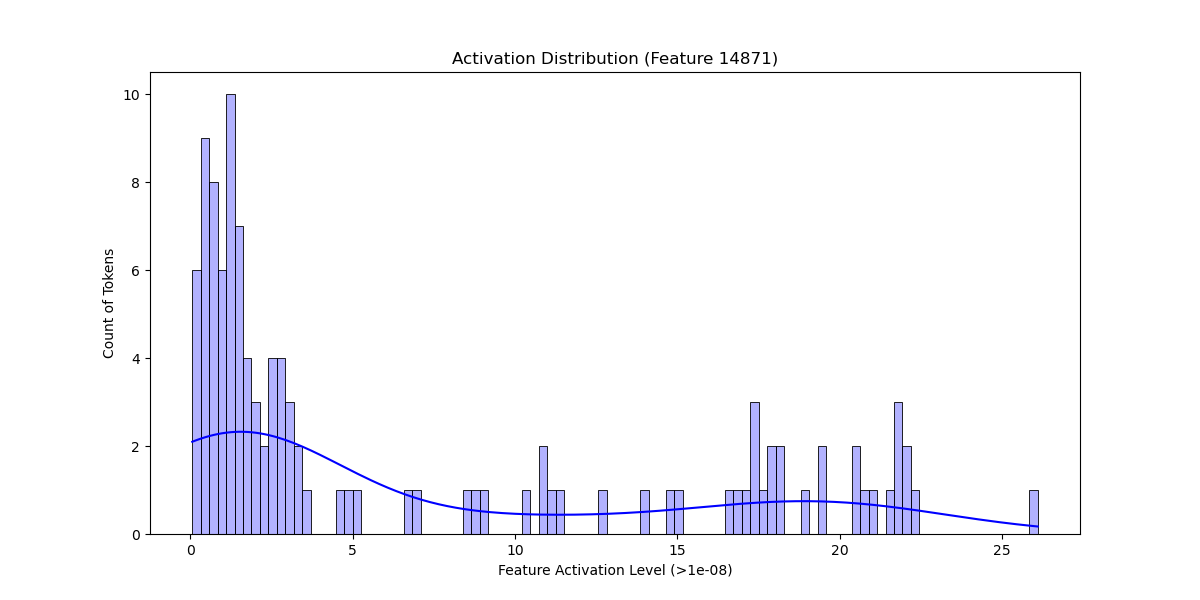 Activation Distribution (Feature 14871)
10
8
6
4
2
0
Count of Tokens
0 5 10 15 20 25
Feature Activation Level (>1e-08)